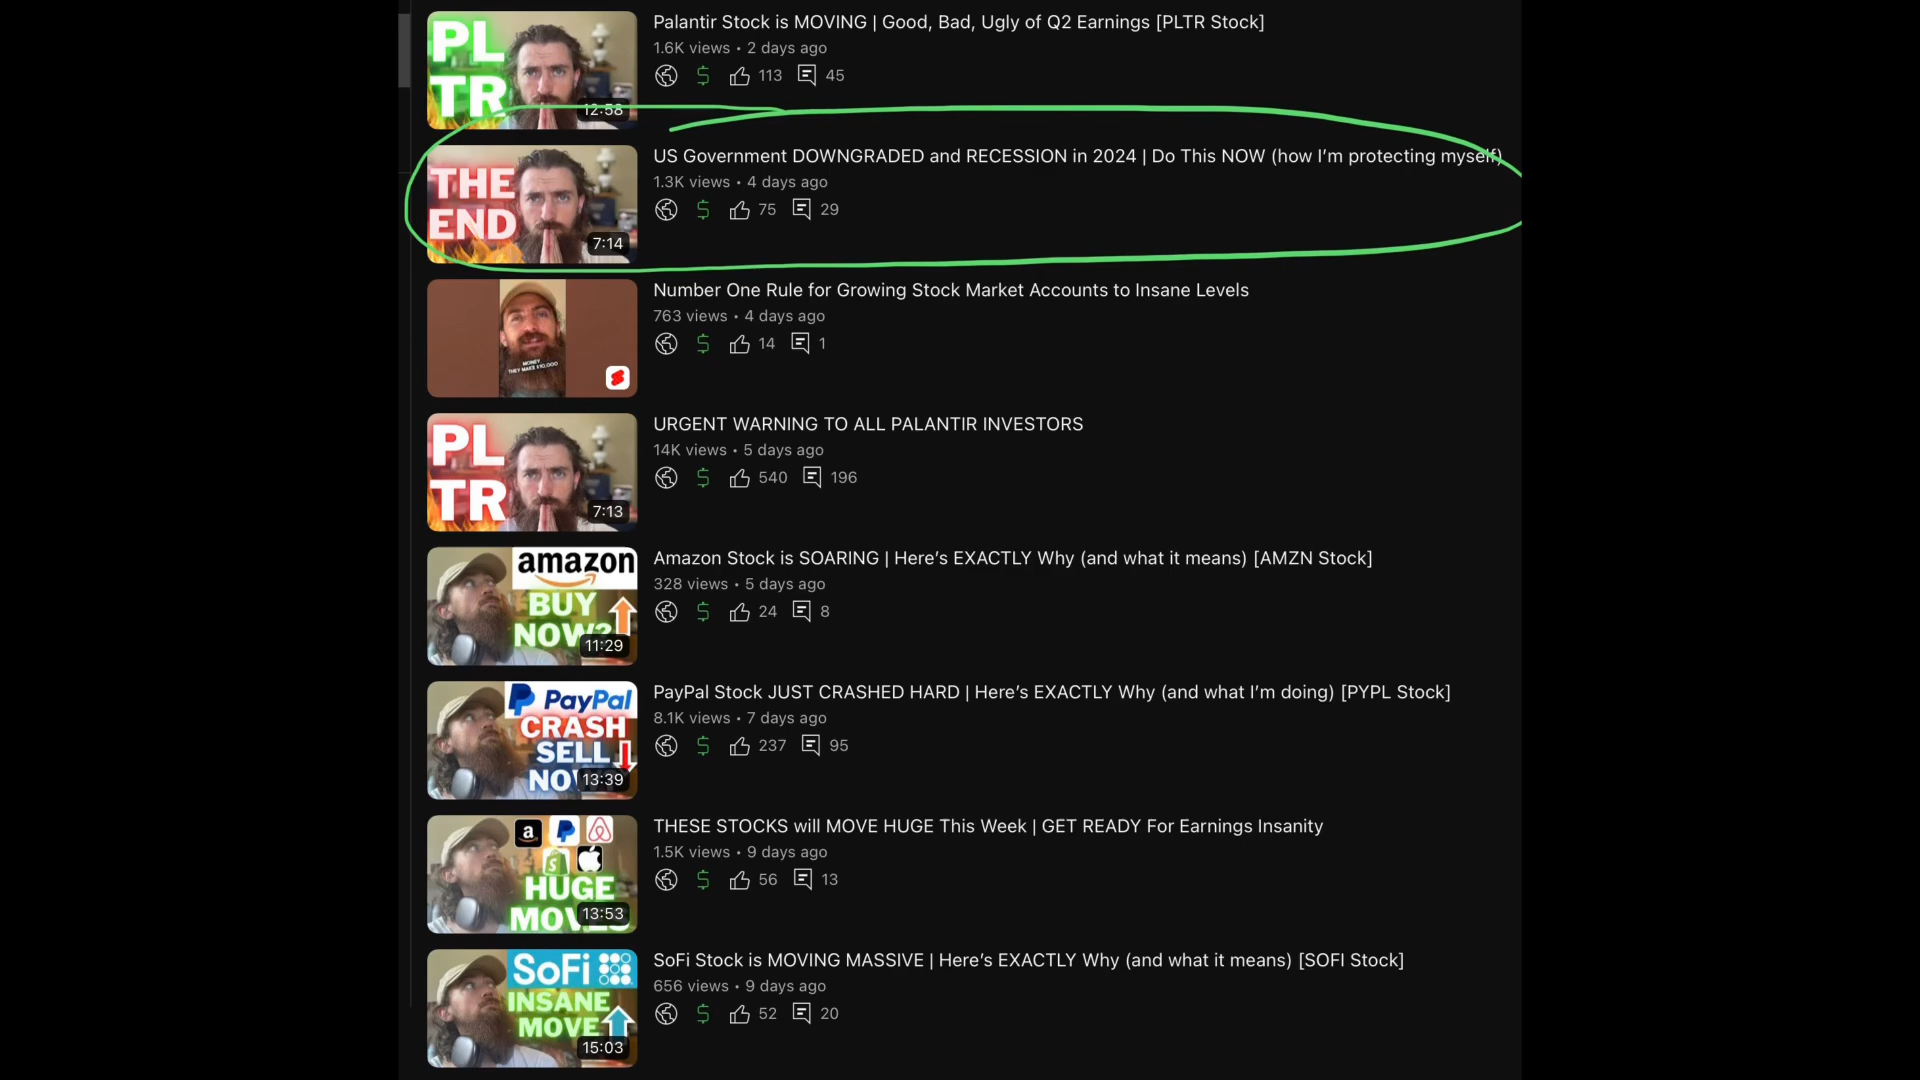 PL
TR
12:58
Palantir Stock is MOVING | Good, Bad, Ugly of Q2 Earnings [PLTR Stock]
1.6K views • 2 days ago
113 45
THE
END
7:14
US Government DOWNGRADED and RECESSION in 2024 | Do This NOW (how I'm protecting myself)
1.3K views • 4 days ago
75 29
MONEY
THEY MAKE $10,000
Number One Rule for Growing Stock Market Accounts to Insane Levels
763 views • 4 days ago
14 1
PL
TR
7:13
URGENT WARNING TO ALL PALANTIR INVESTORS
14K views • 5 days ago
540 196
amazon
BUY
NOW?
11:29
Amazon Stock is SOARING | Here's EXACTLY Why (and what it means) [AMZN Stock]
328 views • 5 days ago
24 8
PayPal
CRASH
SELL
13:39
PayPal Stock JUST CRASHED HARD | Here's EXACTLY Why (and what I'm doing) [PYPL Stock]
8.1K views • 7 days ago
237 95
a
HUGE
MOVES
13:53
THESE STOCKS will MOVE HUGE This Week | GET READY For Earnings Insanity
1.5K views • 9 days ago
56 13
SoFi
INSANE
MOVE
15:03
SoFi Stock is MOVING MASSIVE | Here's EXACTLY Why (and what it means) [SOFI Stock]
656 views • 9 days ago
52 20